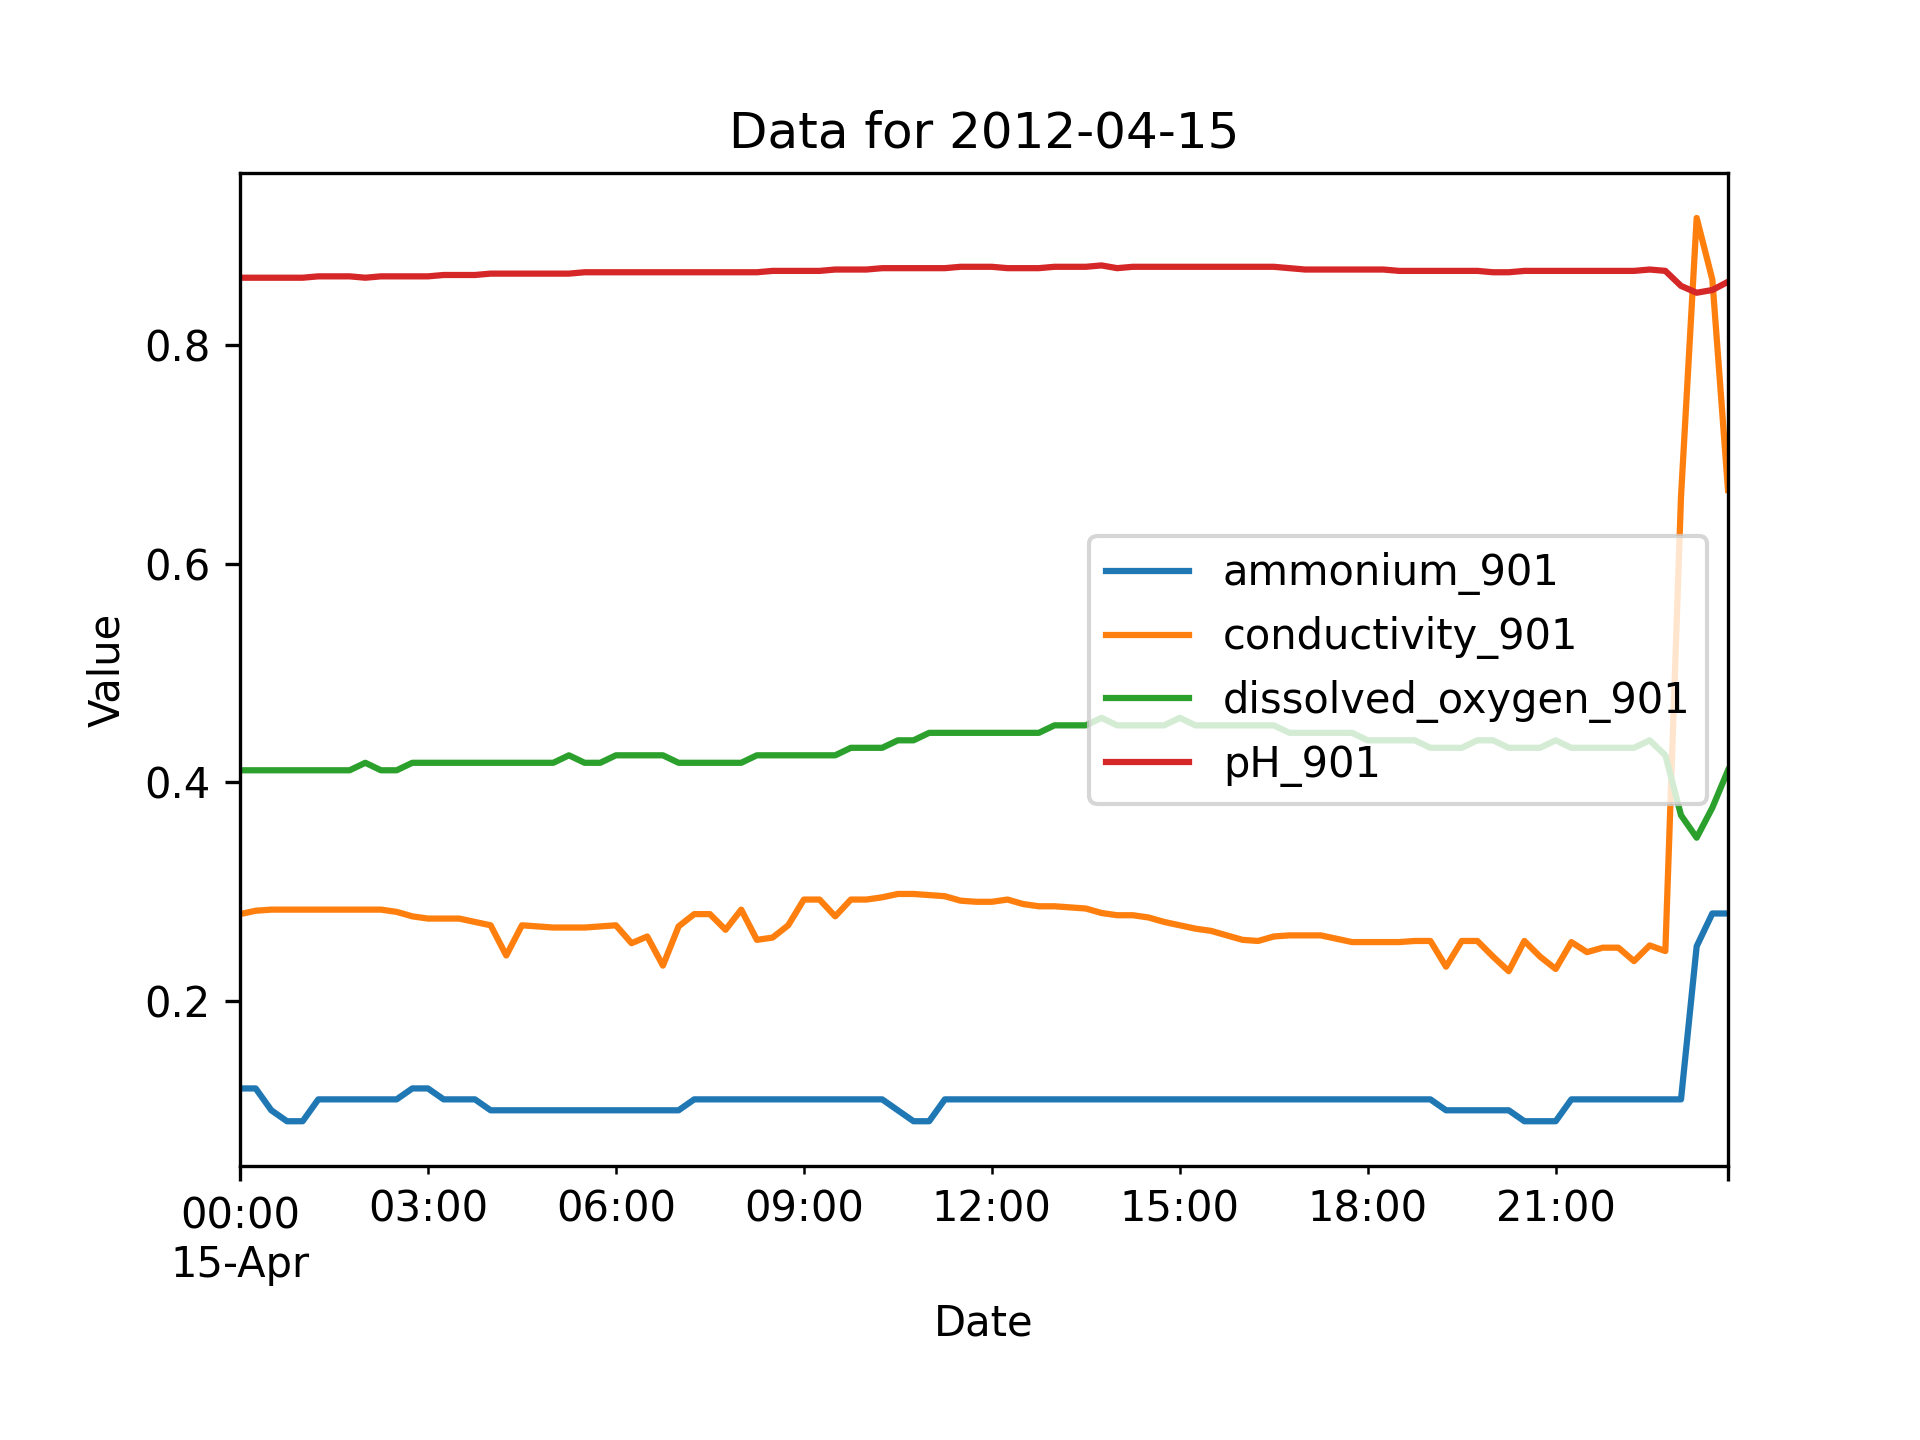 Data for 2012-04-15
Value
0.8
0.6
0.4
0.2
ammonium_901
conductivity_901
dissolved_oxygen_901
pH_901
00:00 03:00 06:00 09:00 12:00 15:00 18:00 21:00
15-Apr
Date